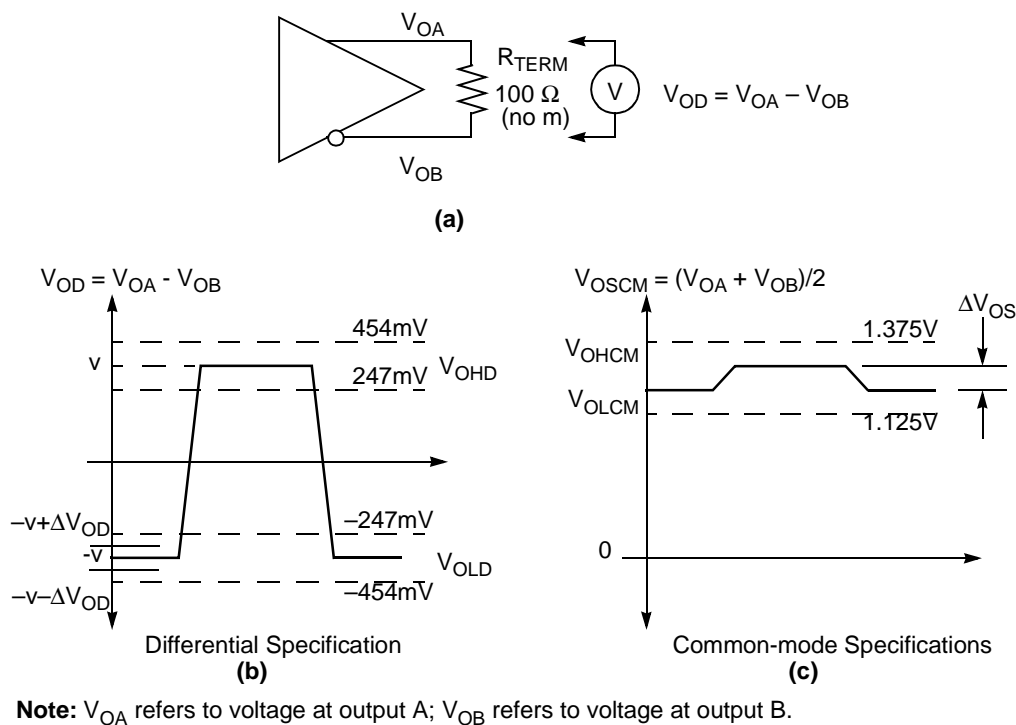 V_OA
R_TERM
100 Ω
(no m)
V
V_OD = V_OA – V_OB
V_OB
(a)
V_OD = V_OA - V_OB
454mV
v
V_OHD
247mV
–v+ΔV_OD
–247mV
-v
V_OLD
–v–ΔV_OD
–454mV
Differential Specification
(b)
V_OSCM = (V_OA + V_OB)/2
ΔV_OS
1.375V
V_OHCM
V_OLCM
1.125V
0
Common-mode Specifications
(c)
Note: V_OA refers to voltage at output A; V_OB refers to voltage at output B.